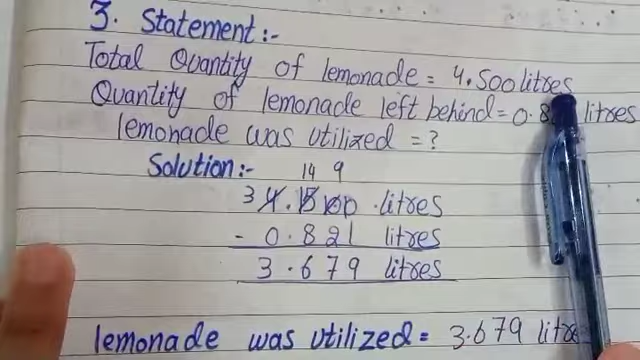 3. Statement:-
Total Quantity of lemonade = 4.500 litres
Quantity of lemonade left behind = 0.8 litres
lemonade was utilized = ?
Solution:- 14 9
3 4.500 litres
- 0.821 litres
3.679 litres
lemonade was utilized = 3.679 litre